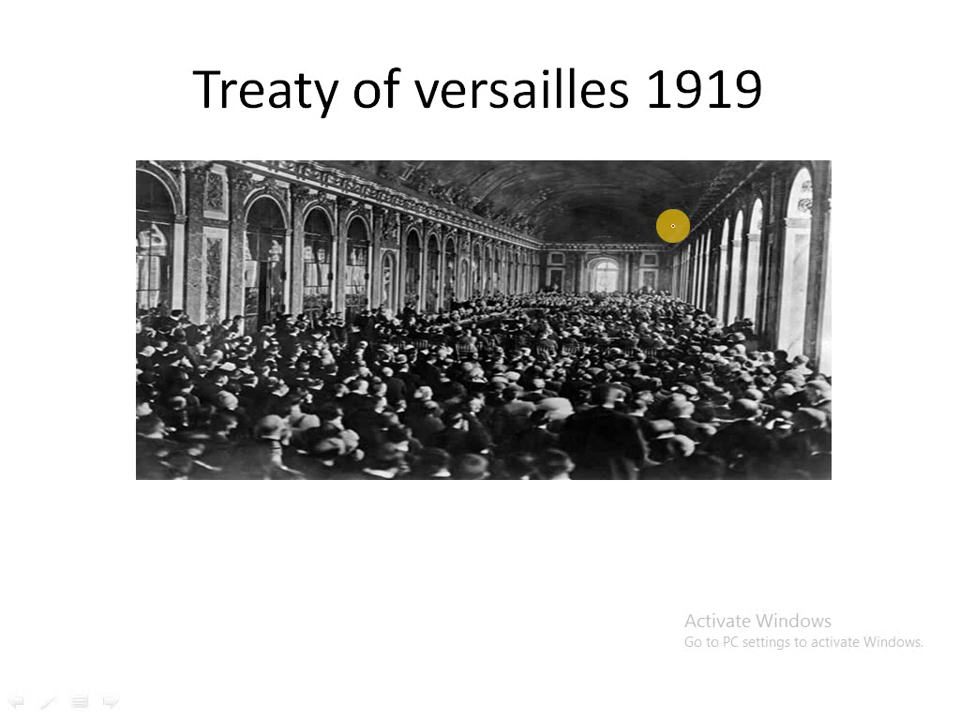 Treaty of versailles 1919
Activate Windows
Go to PC settings to activate Windows.